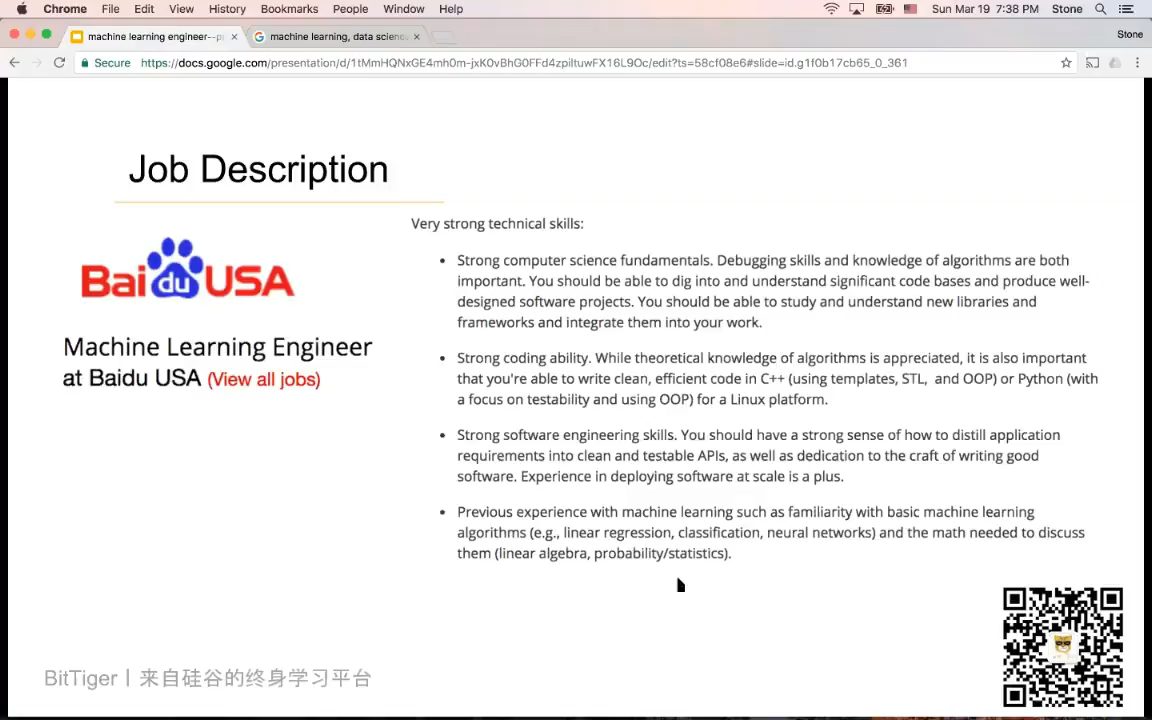 Chrome File Edit View History Bookmarks People Window Help Sun Mar 19 7:38 PM Stone
machine learning engineer--p machine learning, data scienc Stone
Secure https://docs.google.com/presentation/d/1tMmHQNxGE4mh0m-jxK0vBhG0FFd4zpiltuwFX16L9Oc/edit?ts=58cf08e6#slide=id.g1f0b17cb65_0_361
Job Description
Very strong technical skills:
Baidu USA
Machine Learning Engineer
at Baidu USA (View all jobs)
• Strong computer science fundamentals. Debugging skills and knowledge of algorithms are both
important. You should be able to dig into and understand significant code bases and produce well-
designed software projects. You should be able to study and understand new libraries and
frameworks and integrate them into your work.
• Strong coding ability. While theoretical knowledge of algorithms is appreciated, it is also important
that you're able to write clean, efficient code in C++ (using templates, STL, and OOP) or Python (with
a focus on testability and using OOP) for a Linux platform.
• Strong software engineering skills. You should have a strong sense of how to distill application
requirements into clean and testable APIs, as well as dedication to the craft of writing good
software. Experience in deploying software at scale is a plus.
• Previous experience with machine learning such as familiarity with basic machine learning
algorithms (e.g., linear regression, classification, neural networks) and the math needed to discuss
them (linear algebra, probability/statistics).
BitTiger | 来自硅谷的终身学习平台